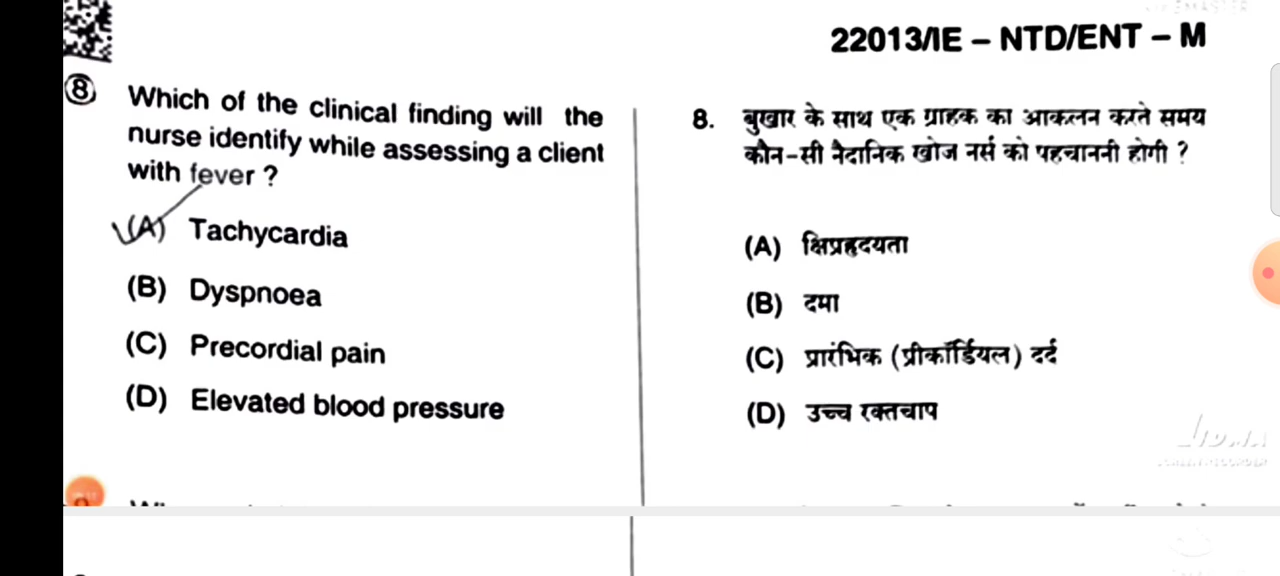 22013/IE – NTD/ENT – M
8 Which of the clinical finding will the
nurse identify while assessing a client
with fever ?
(A) Tachycardia
(B) Dyspnoea
(C) Precordial pain
(D) Elevated blood pressure
8. बुखार के साथ एक ग्राहक का आकलन करते समय
कौन-सी नैदानिक खोज नर्स को पहचाननी होगी ?
(A) क्षिप्रहृदयता
(B) दमा
(C) प्रारंभिक (प्रीकॉर्डियल) दर्द
(D) उच्च रक्तचाप